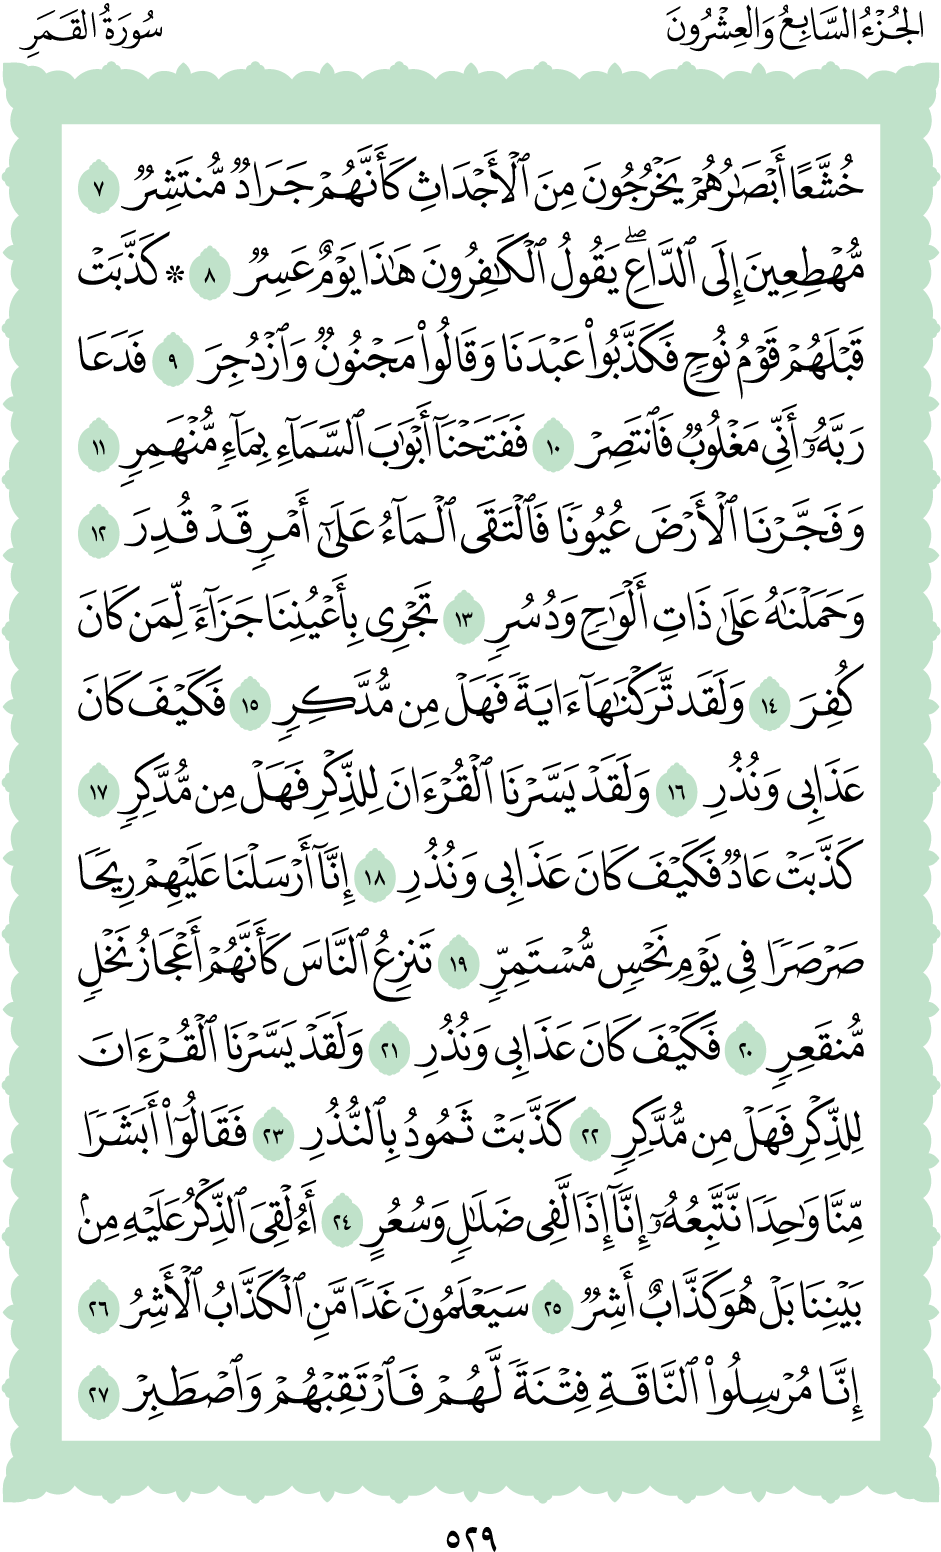 الجُزْءُ السَّابِعُ وَالعِشْرُونَ
سُورَةُ القَمَرِ
خُشَّعًا أَبْصَٰرُهُمْ يَخْرُجُونَ مِنَ ٱلْأَجْدَاثِ كَأَنَّهُمْ جَرَادٌ مُّنتَشِرٌ ٧
مُّهْطِعِينَ إِلَى ٱلدَّاعِ ۖ يَقُولُ ٱلْكَٰفِرُونَ هَٰذَا يَوْمٌ عَسِرٌ ٨ * كَذَّبَتْ
قَبْلَهُمْ قَوْمُ نُوحٍ فَكَذَّبُوا۟ عَبْدَنَا وَقَالُوا۟ مَجْنُونٌ وَٱزْدُجِرَ ٩ فَدَعَا
رَبَّهُۥٓ أَنِّى مَغْلُوبٌ فَٱنتَصِرْ ١٠ فَفَتَحْنَآ أَبْوَٰبَ ٱلسَّمَآءِ بِمَآءٍ مُّنْهَمِرٍ ١١
وَفَجَّرْنَا ٱلْأَرْضَ عُيُونًا فَٱلْتَقَى ٱلْمَآءُ عَلَىٰٓ أَمْرٍ قَدْ قُدِرَ ١٢
وَحَمَلْنَٰهُ عَلَىٰ ذَاتِ أَلْوَٰحٍ وَدُسُرٍ ١٣ تَجْرِى بِأَعْيُنِنَا جَزَآءً لِّمَن كَانَ
كُفِرَ ١٤ وَلَقَد تَّرَكْنَٰهَآ ءَايَةً فَهَلْ مِن مُّدَّكِرٍ ١٥ فَكَيْفَ كَانَ
عَذَابِى وَنُذُرِ ١٦ وَلَقَدْ يَسَّرْنَا ٱلْقُرْءَانَ لِلذِّكْرِ فَهَلْ مِن مُّدَّكِرٍ ١٧
كَذَّبَتْ عَادٌ فَكَيْفَ كَانَ عَذَابِى وَنُذُرِ ١٨ إِنَّآ أَرْسَلْنَا عَلَيْهِمْ رِيحًا
صَرْصَرًا فِى يَوْمِ نَحْسٍ مُّسْتَمِرٍّ ١٩ تَنزِعُ ٱلنَّاسَ كَأَنَّهُمْ أَعْجَازُ نَخْلٍ
مُّنقَعِرٍ ٢٠ فَكَيْفَ كَانَ عَذَابِى وَنُذُرِ ٢١ وَلَقَدْ يَسَّرْنَا ٱلْقُرْءَانَ
لِلذِّكْرِ فَهَلْ مِن مُّدَّكِرٍ ٢٢ كَذَّبَتْ ثَمُودُ بِٱلنُّذُرِ ٢٣ فَقَالُوٓا۟ أَبَشَرًا
مِّنَّا وَٰحِدًا نَّتَّبِعُهُۥٓ إِنَّآ إِذًا لَّفِى ضَلَٰلٍ وَسُعُرٍ ٢٤ أَءُلْقِىَ ٱلذِّكْرُ عَلَيْهِ مِنۢ
بَيْنِنَا بَلْ هُوَ كَذَّابٌ أَشِرٌ ٢٥ سَيَعْلَمُونَ غَدًا مَّنِ ٱلْكَذَّابُ ٱلْأَشِرُ ٢٦
إِنَّا مُرْسِلُوا۟ ٱلنَّاقَةِ فِتْنَةً لَّهُمْ فَٱرْتَقِبْهُمْ وَٱصْطَبِرْ ٢٧
٥٢٩